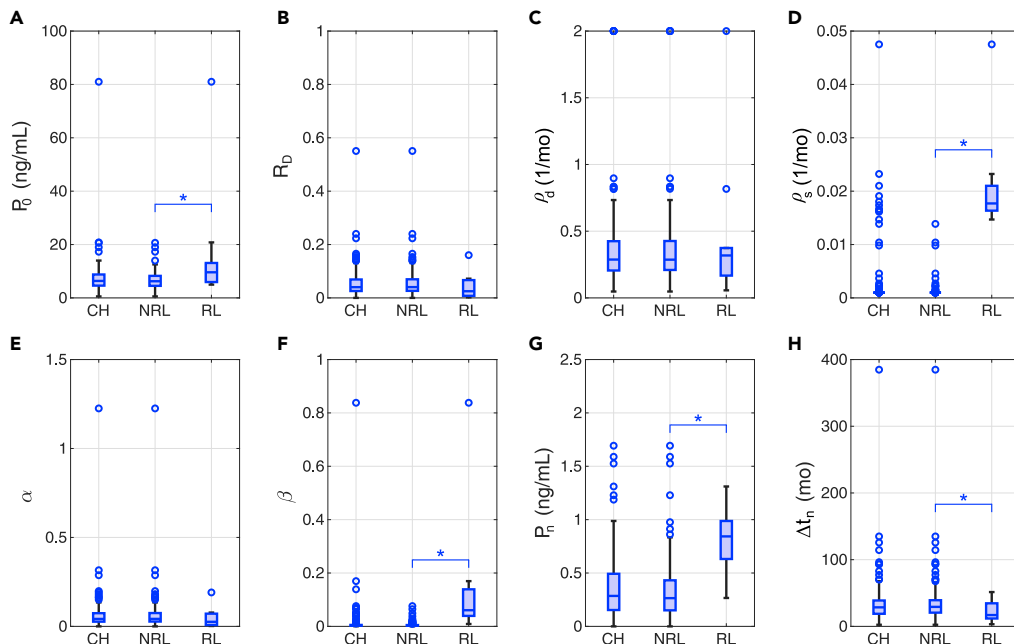 A
P0 (ng/mL)
100
80
60
40
20
0
*
CH NRL RL
B
RD
1
0.8
0.6
0.4
0.2
0
CH NRL RL
C
ρd (1/mo)
2
1.5
1
0.5
0
CH NRL RL
D
ρs (1/mo)
0.05
0.04
0.03
0.02
0.01
0
*
CH NRL RL
E
α
1.5
1
0.5
0
CH NRL RL
F
β
1
0.8
0.6
0.4
0.2
0
*
CH NRL RL
G
Pn (ng/mL)
2.5
2
1.5
1
0.5
0
*
CH NRL RL
H
Δtn (mo)
400
300
200
100
0
*
CH NRL RL